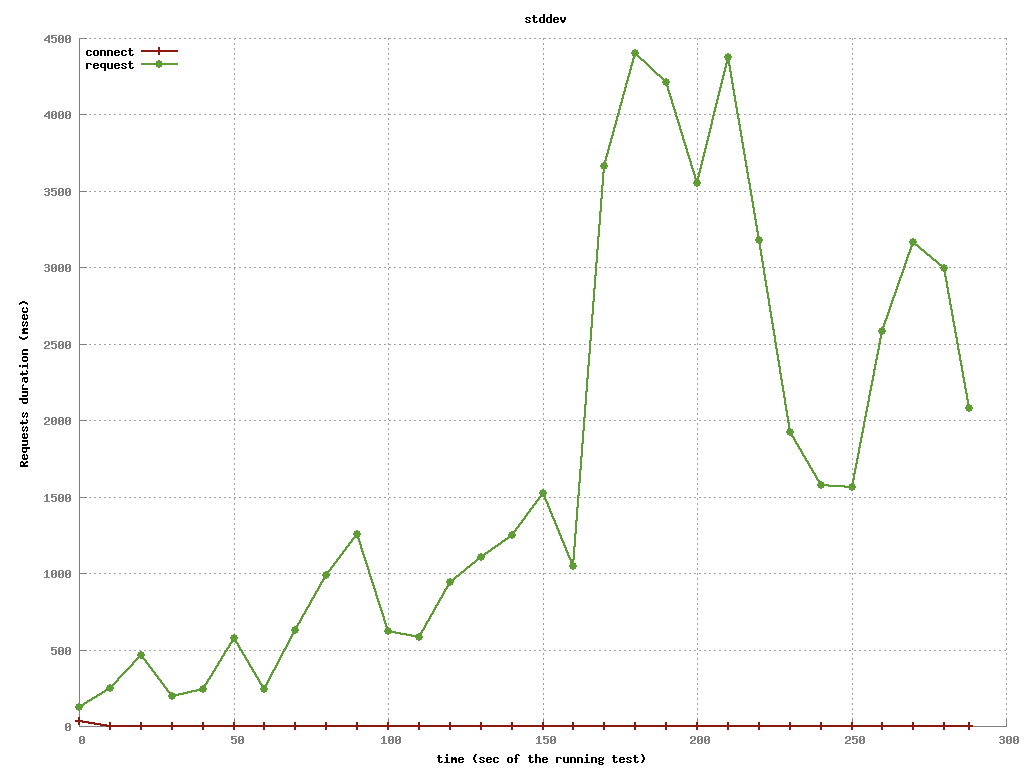 stddev
connect
request
4500
4000
3500
3000
2500
2000
1500
1000
500
0
Requests duration (msec)
0 50 100 150 200 250 300
time (sec of the running test)